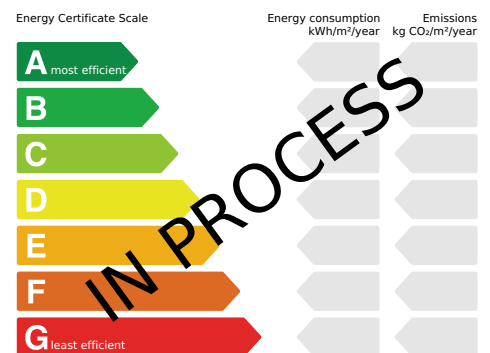 Energy Certificate Scale
Energy consumption
kWh/m²/year
Emissions
kg CO₂/m²/year
A most efficient
B
C
D
E
F
G least efficient
IN PROCESS